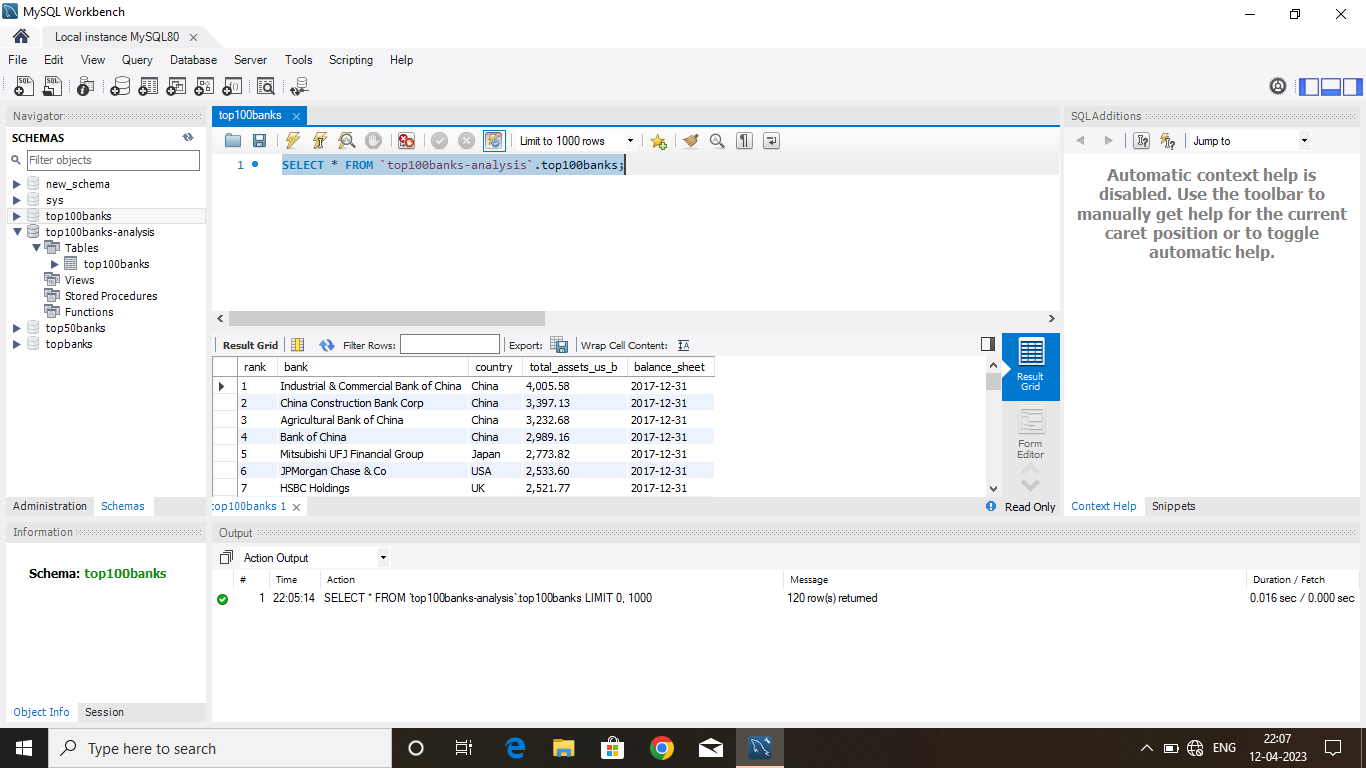 MySQL Workbench
Local instance MySQL80
File Edit View Query Database Server Tools Scripting Help
Navigator
SCHEMAS
Filter objects
new_schema
sys
top100banks
top100banks-analysis
Tables
top100banks
Views
Stored Procedures
Functions
top50banks
topbanks
Administration Schemas
Information
Schema: top100banks
Object Info Session
top100banks
Limit to 1000 rows
1 SELECT * FROM `top100banks-analysis`.top100banks;
Result Grid Filter Rows: Export: Wrap Cell Content:
rank bank country total_assets_us_b balance_sheet
1 Industrial & Commercial Bank of China China 4,005.58 2017-12-31
2 China Construction Bank Corp China 3,397.13 2017-12-31
3 Agricultural Bank of China China 3,232.68 2017-12-31
4 Bank of China China 2,989.16 2017-12-31
5 Mitsubishi UFJ Financial Group Japan 2,773.82 2017-12-31
6 JPMorgan Chase & Co USA 2,533.60 2017-12-31
7 HSBC Holdings UK 2,521.77 2017-12-31
Result
Grid
Form
Editor
top100banks 1
Read Only
SQLAdditions
Jump to
Automatic context help is
disabled. Use the toolbar to
manually get help for the current
caret position or to toggle
automatic help.
Context Help Snippets
Output
Action Output
# Time Action Message Duration / Fetch
1 22:05:14 SELECT * FROM `top100banks-analysis`.top100banks LIMIT 0, 1000 120 row(s) returned 0.016 sec / 0.000 sec
Type here to search
ENG
22:07
12-04-2023